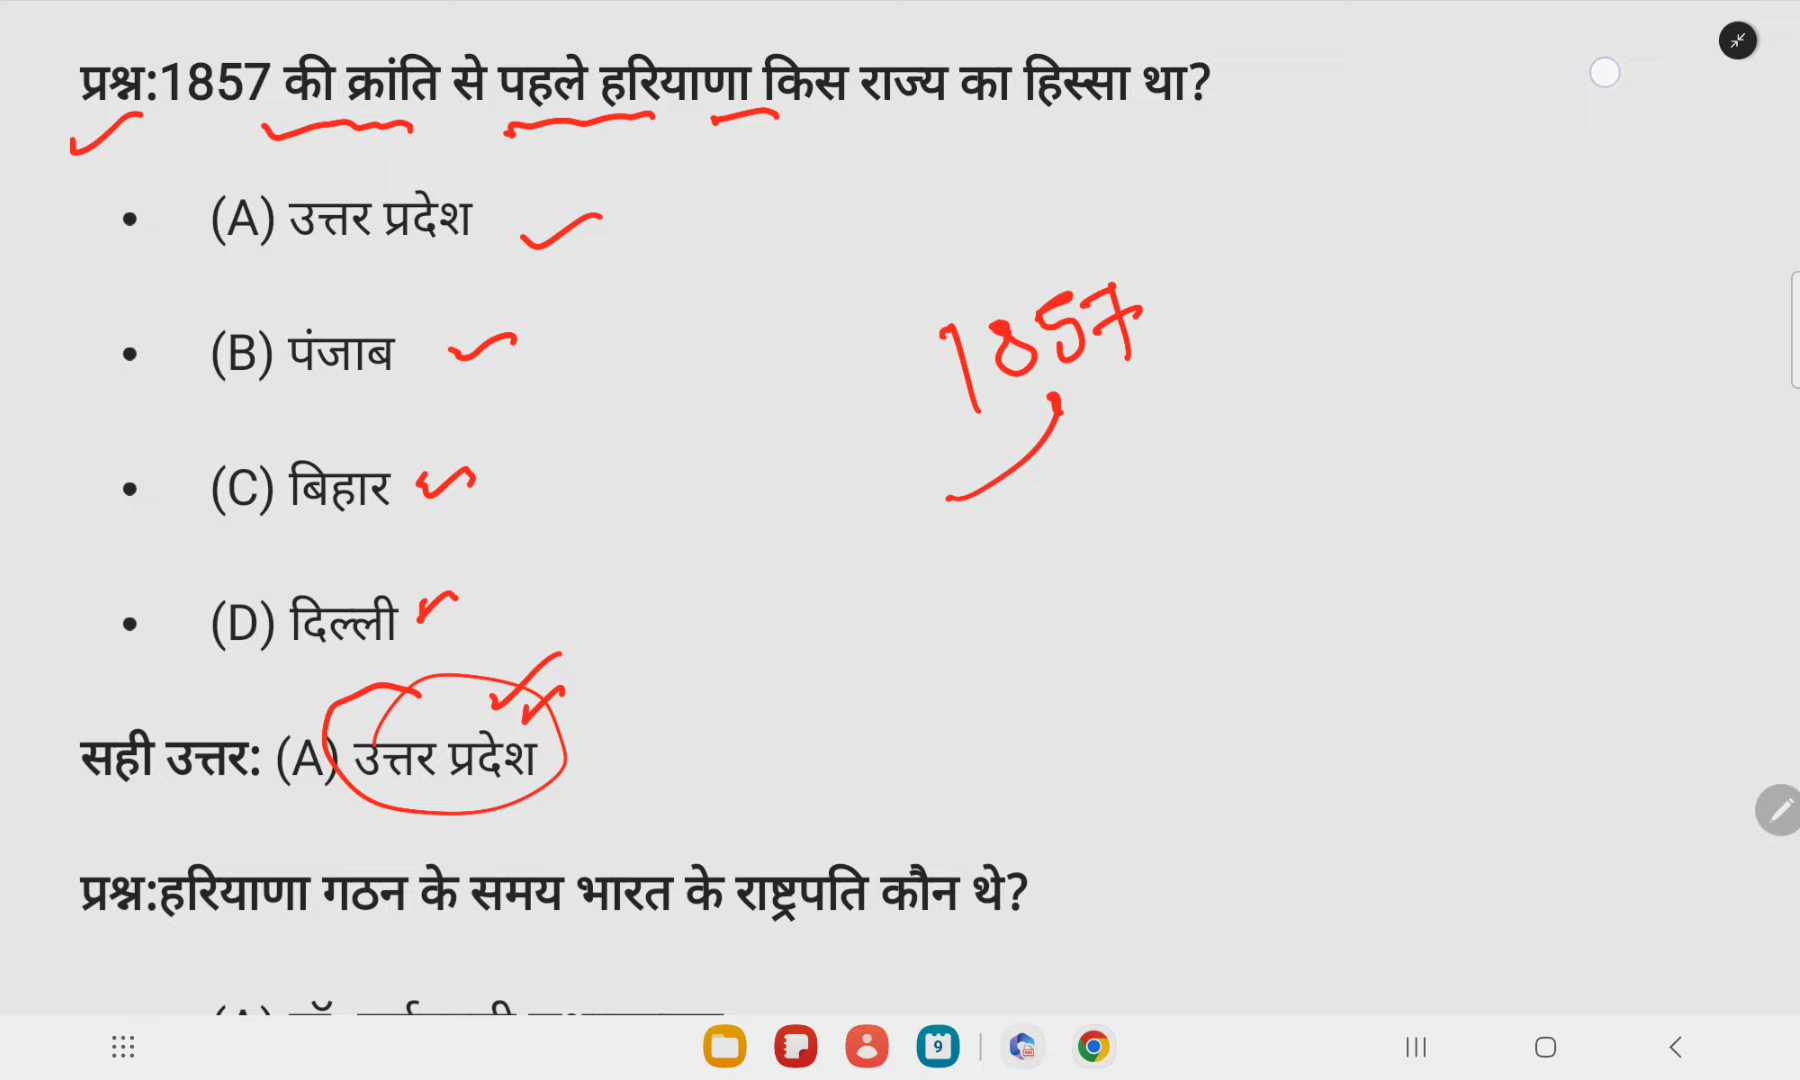 प्रश्न:1857 की क्रांति से पहले हरियाणा किस राज्य का हिस्सा था?
• (A) उत्तर प्रदेश
1857
• (B) पंजाब
• (C) बिहार
• (D) दिल्ली
सही उत्तर: (A) उत्तर प्रदेश
प्रश्न:हरियाणा गठन के समय भारत के राष्ट्रपति कौन थे?
9